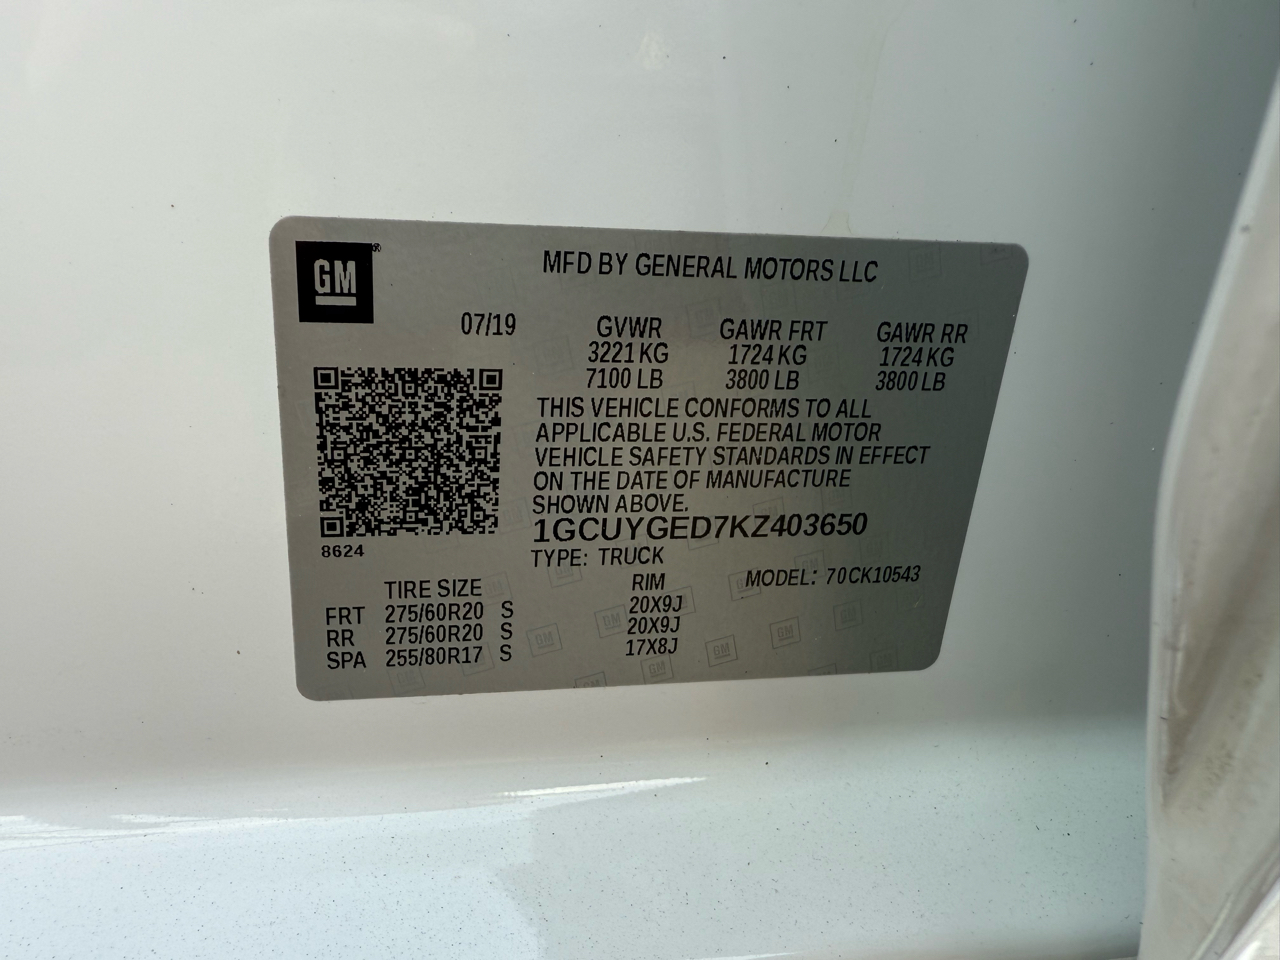 GM®
MFD BY GENERAL MOTORS LLC
07/19 GVWR GAWR FRT GAWR RR
3221 KG 1724 KG 1724 KG
7100 LB 3800 LB 3800 LB
THIS VEHICLE CONFORMS TO ALL
APPLICABLE U.S. FEDERAL MOTOR
VEHICLE SAFETY STANDARDS IN EFFECT
ON THE DATE OF MANUFACTURE
SHOWN ABOVE.
1GCUYGED7KZ403650
8624
TYPE: TRUCK
TIRE SIZE RIM MODEL: 70CK10543
FRT 275/60R20 S 20X9J
RR 275/60R20 S 20X9J
SPA 255/80R17 S 17X8J